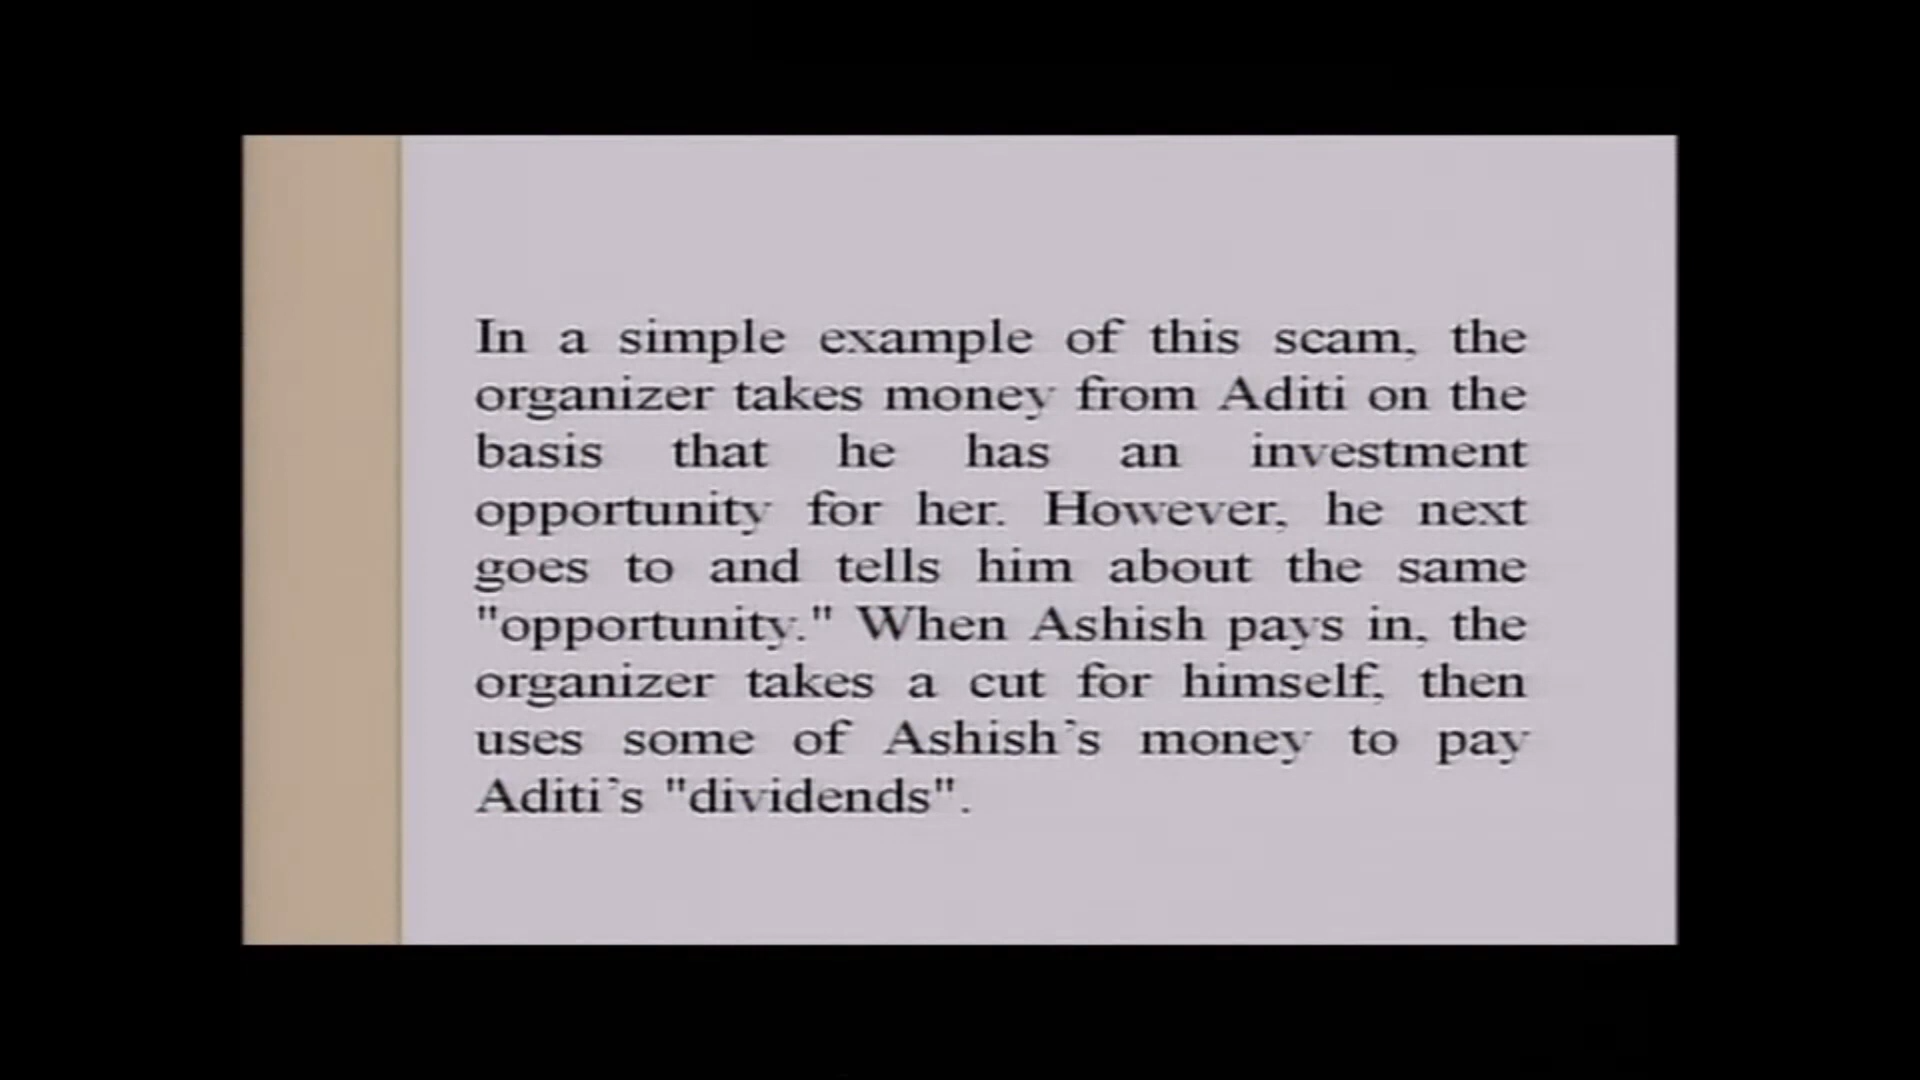 In a simple example of this scam, the
organizer takes money from Aditi on the
basis that he has an investment
opportunity for her. However, he next
goes to and tells him about the same
"opportunity." When Ashish pays in, the
organizer takes a cut for himself, then
uses some of Ashish's money to pay
Aditi's "dividends".